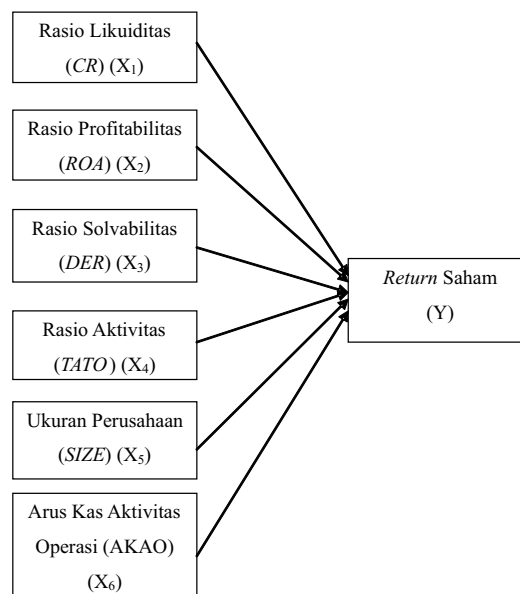 Rasio Likuiditas
(CR) (X₁)
Rasio Profitabilitas
(ROA) (X₂)
Rasio Solvabilitas
(DER) (X₃)
Rasio Aktivitas
(TATO) (X₄)
Ukuran Perusahaan
(SIZE) (X₅)
Arus Kas Aktivitas
Operasi (AKAO)
(X₆)
Return Saham
(Y)